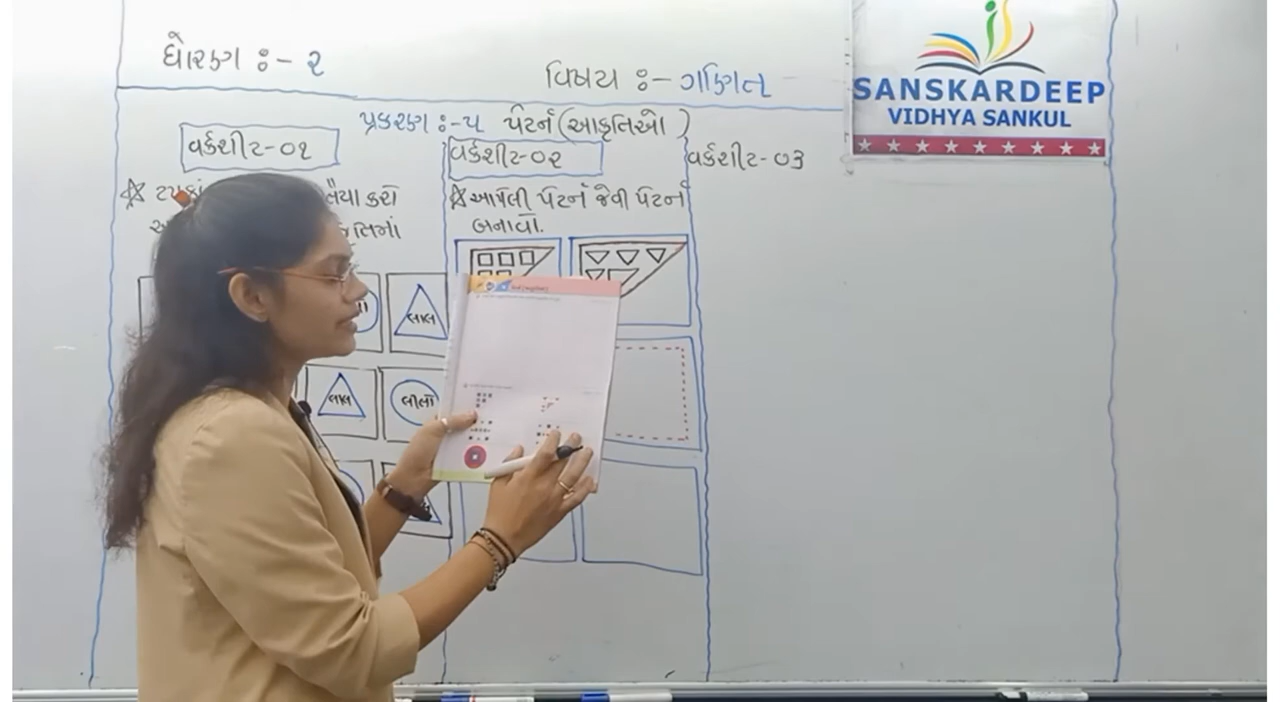 ધોરણ :- ૨
વિષય :- ગણિત
SANSKARDEEP
VIDHYA SANKUL
પ્રકરણ :- ૫ પેટર્ન (આકૃતિઓ)
વર્કશીટ-૦૧
વર્કશીટ-૦૨
વર્કશીટ-૦૩
કરો
આપેલી પેટર્ન જેવી પેટર્ન
બનાવો.
લાલ
લાલ
લીલો